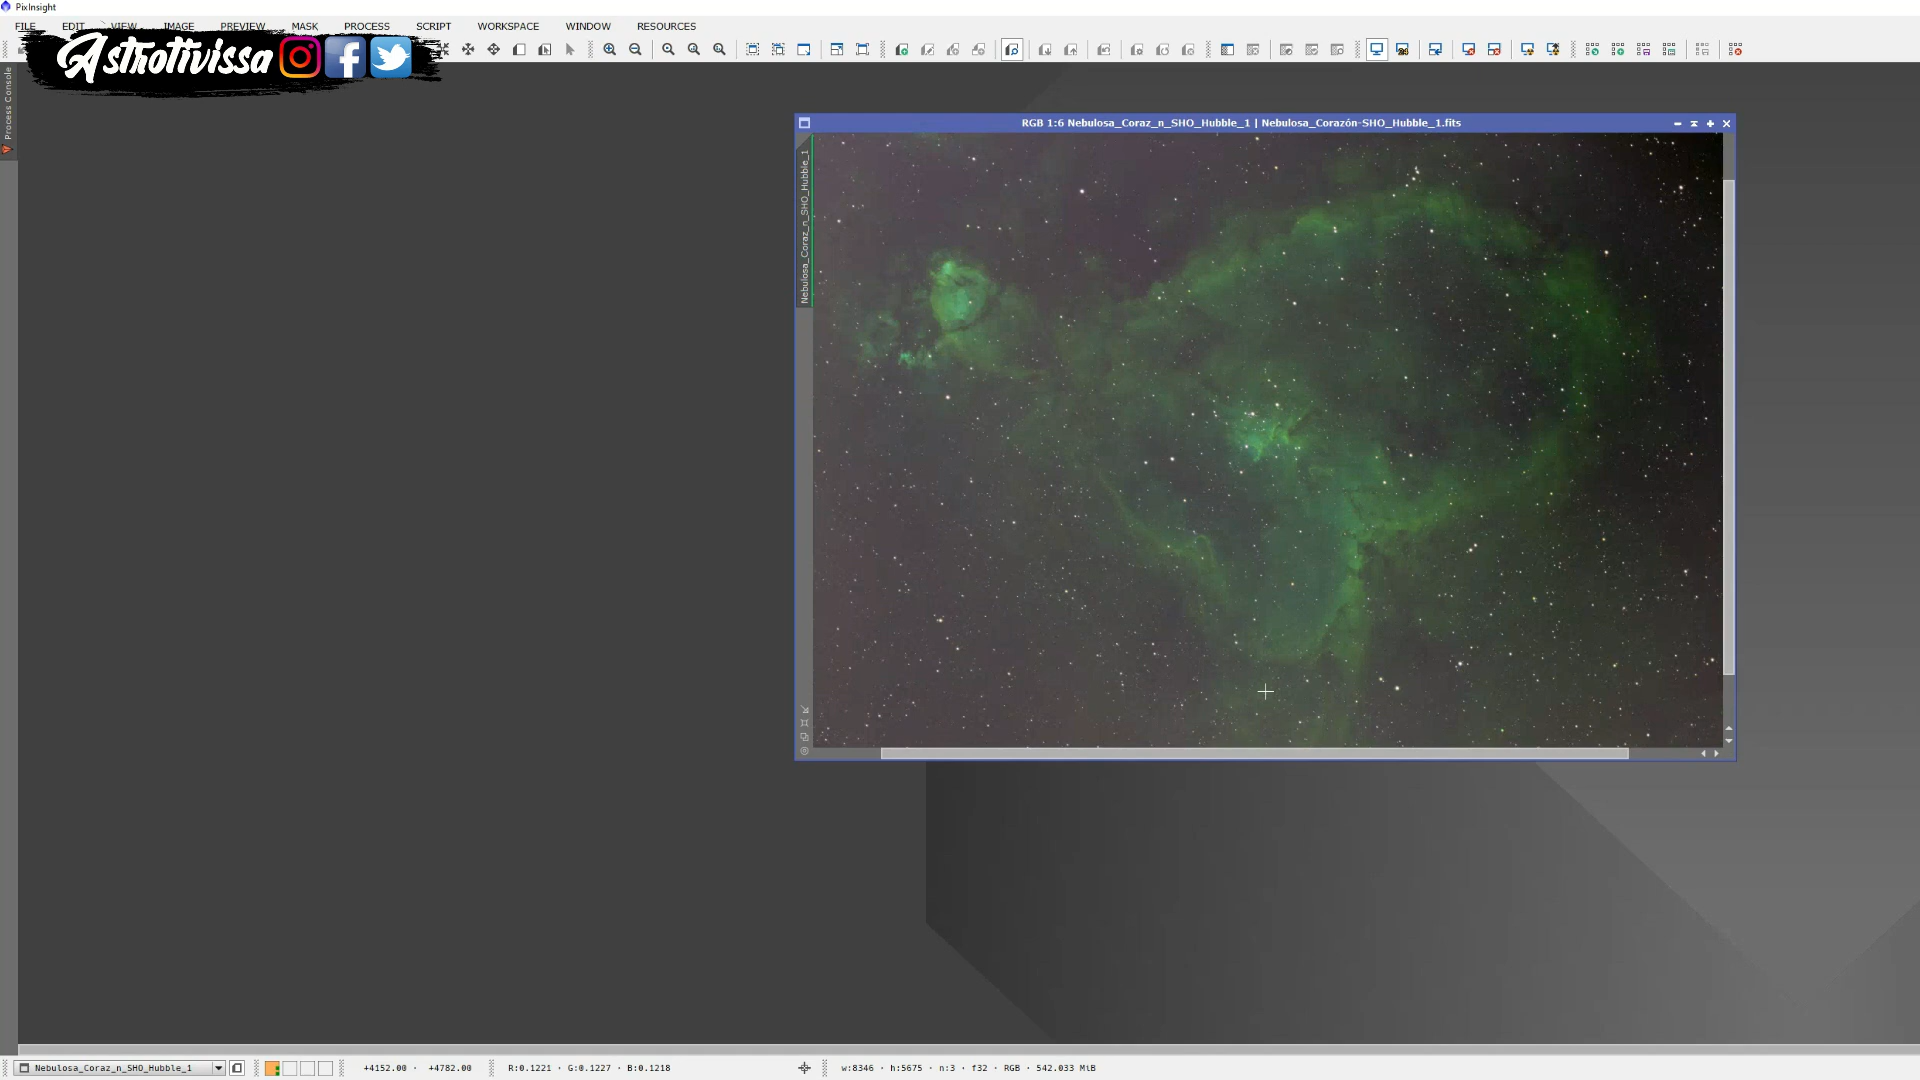 PixInsight
FILE EDIT VIEW IMAGE PREVIEW MASK PROCESS SCRIPT WORKSPACE WINDOW RESOURCES
Astrotivissa
Process Console
RGB 1:6 Nebulosa_Coraz_n_SHO_Hubble_1 | Nebulosa_Corazón-SHO_Hubble_1.fits
Nebulosa_Coraz_n_SHO_Hubble_1
Nebulosa_Coraz_n_SHO_Hubble_1 +4152.00 · +4782.00 R:0.1221 · G:0.1227 · B:0.1218 w:8346 · h:5675 · n:3 · f32 · RGB · 542.033 MiB